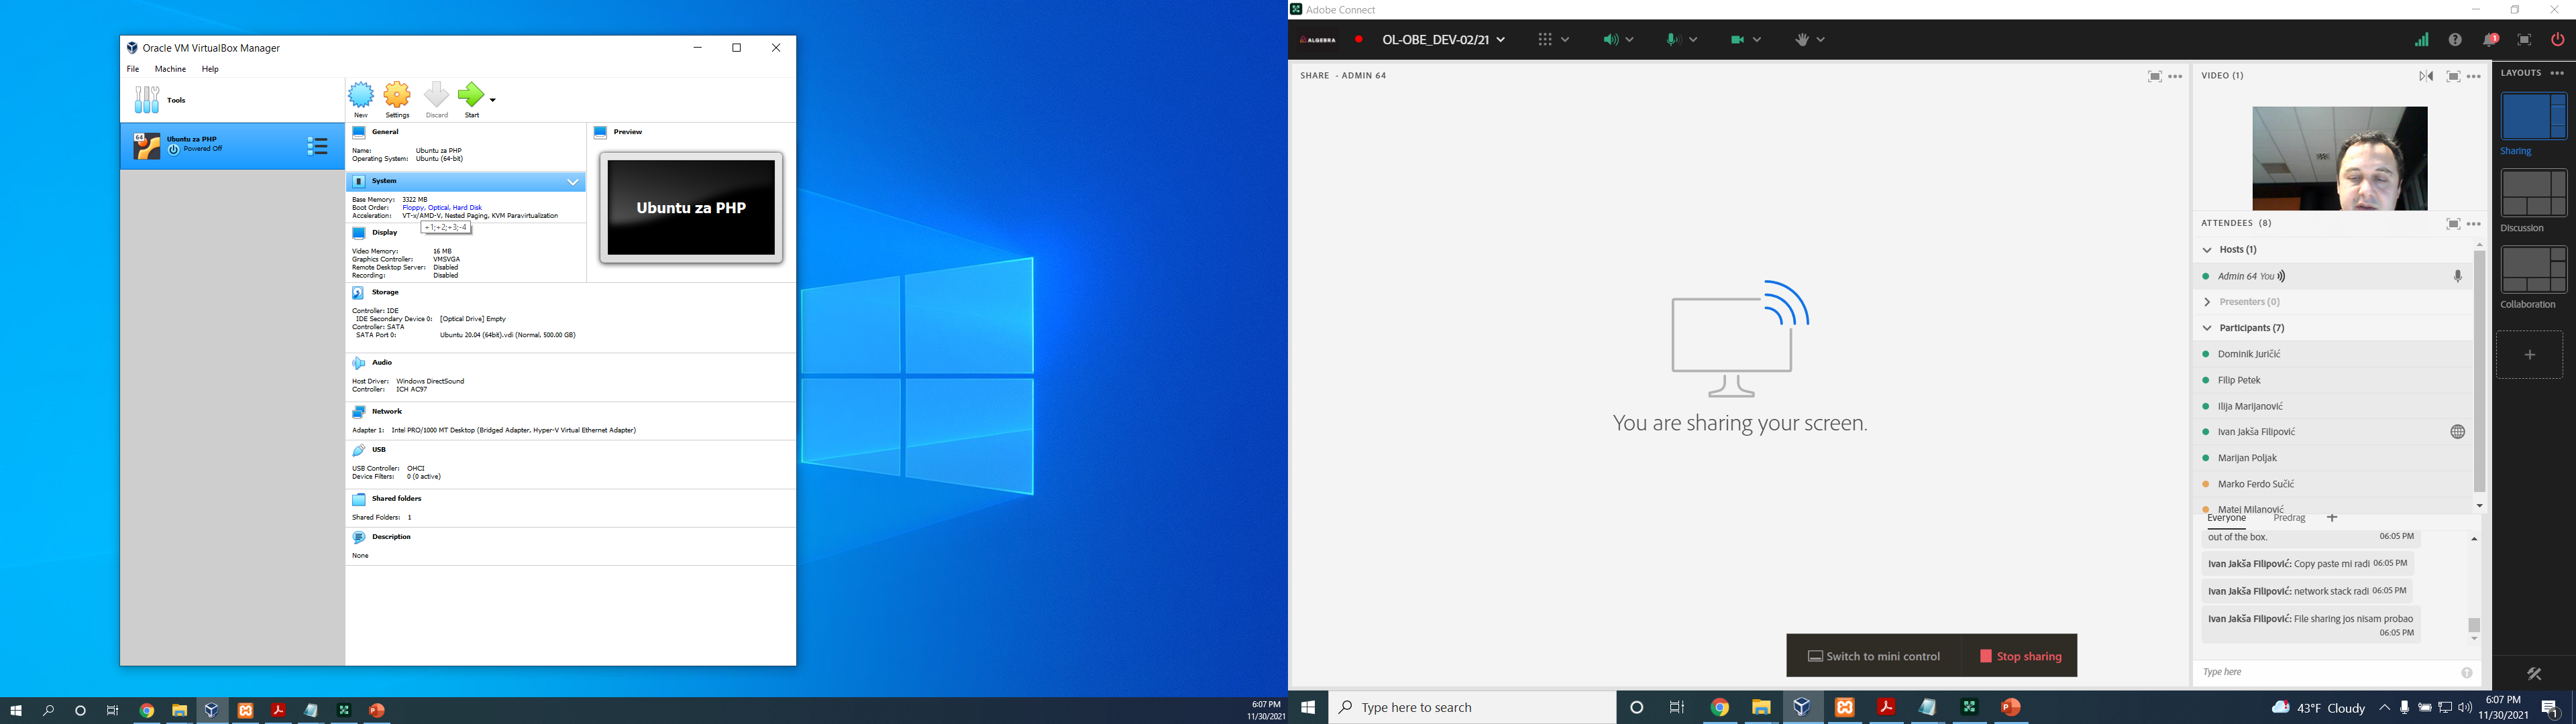 Oracle VM VirtualBox Manager
File Machine Help
Tools
New Settings Discard Start
64
Ubuntu za PHP
Powered Off
General
Name: Ubuntu za PHP
Operating System: Ubuntu (64-bit)
System
Base Memory: 3322 MB
Boot Order: Floppy, Optical, Hard Disk
Acceleration: VT-x/AMD-V, Nested Paging, KVM Paravirtualization
+1;+2;+3;-4
Display
Video Memory: 16 MB
Graphics Controller: VMSVGA
Remote Desktop Server: Disabled
Recording: Disabled
Storage
Controller: IDE
IDE Secondary Device 0: [Optical Drive] Empty
Controller: SATA
SATA Port 0: Ubuntu 20.04 (64bit).vdi (Normal, 500.00 GB)
Audio
Host Driver: Windows DirectSound
Controller: ICH AC97
Network
Adapter 1: Intel PRO/1000 MT Desktop (Bridged Adapter, Hyper-V Virtual Ethernet Adapter)
USB
USB Controller: OHCI
Device Filters: 0 (0 active)
Shared folders
Shared Folders: 1
Description
None
Preview
Ubuntu za PHP
6:07 PM
11/30/2021
Adobe Connect
ALGEBRA
OL-OBE_DEV-02/21
1
SHARE - ADMIN 64
You are sharing your screen.
Switch to mini control
Stop sharing
VIDEO (1)
ATTENDEES (8)
Hosts (1)
Admin 64 You
Presenters (0)
Participants (7)
Dominik Juričić
Filip Petek
Ilija Marijanović
Ivan Jakša Filipović
Marijan Poljak
Marko Ferdo Sučić
Matej Milanović
Everyone Predrag
out of the box. 06:05 PM
Ivan Jakša Filipović: Copy paste mi radi 06:05 PM
Ivan Jakša Filipović: network stack radi 06:05 PM
Ivan Jakša Filipović: File sharing jos nisam probao
06:05 PM
Type here
LAYOUTS
Sharing
Discussion
Collaboration
Type here to search
43°F Cloudy
6:07 PM
11/30/2021
1